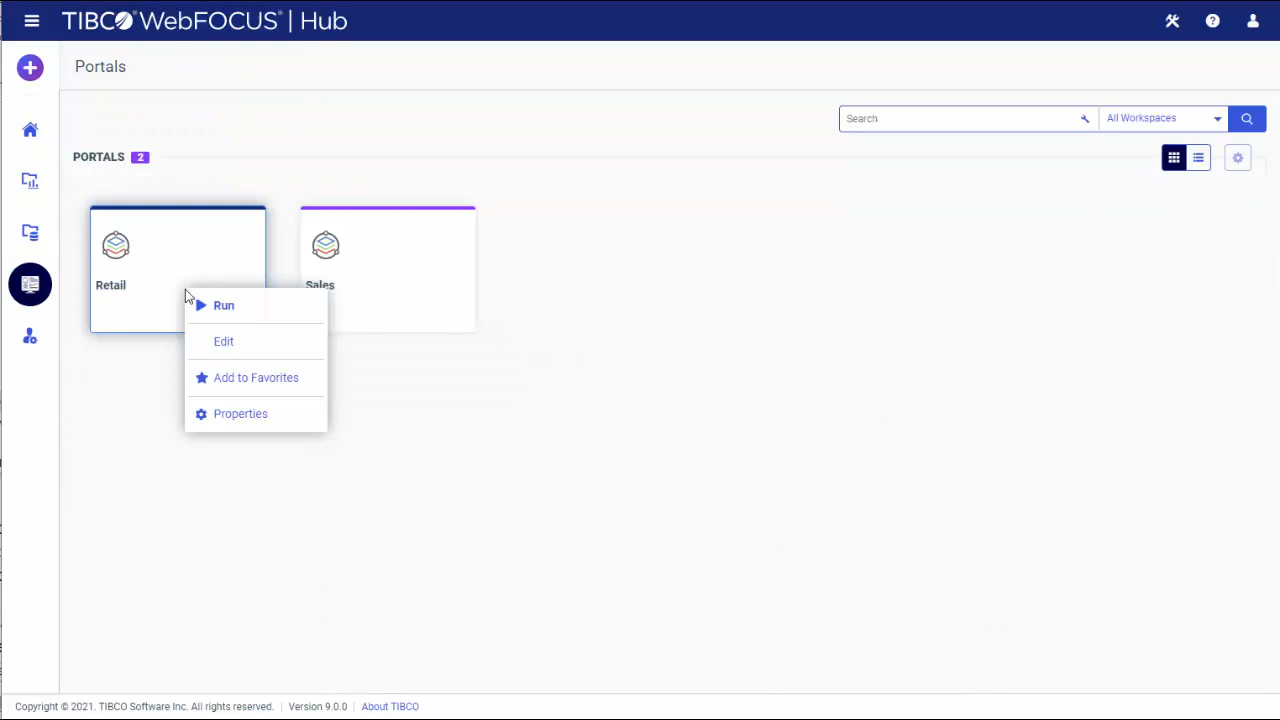 TIBCO® WebFOCUS® | Hub
Portals
Search
All Workspaces
PORTALS 2
Retail
Sales
Run
Edit
Add to Favorites
Properties
Copyright © 2021. TIBCO Software Inc. All rights reserved. | Version 9.0.0 | About TIBCO